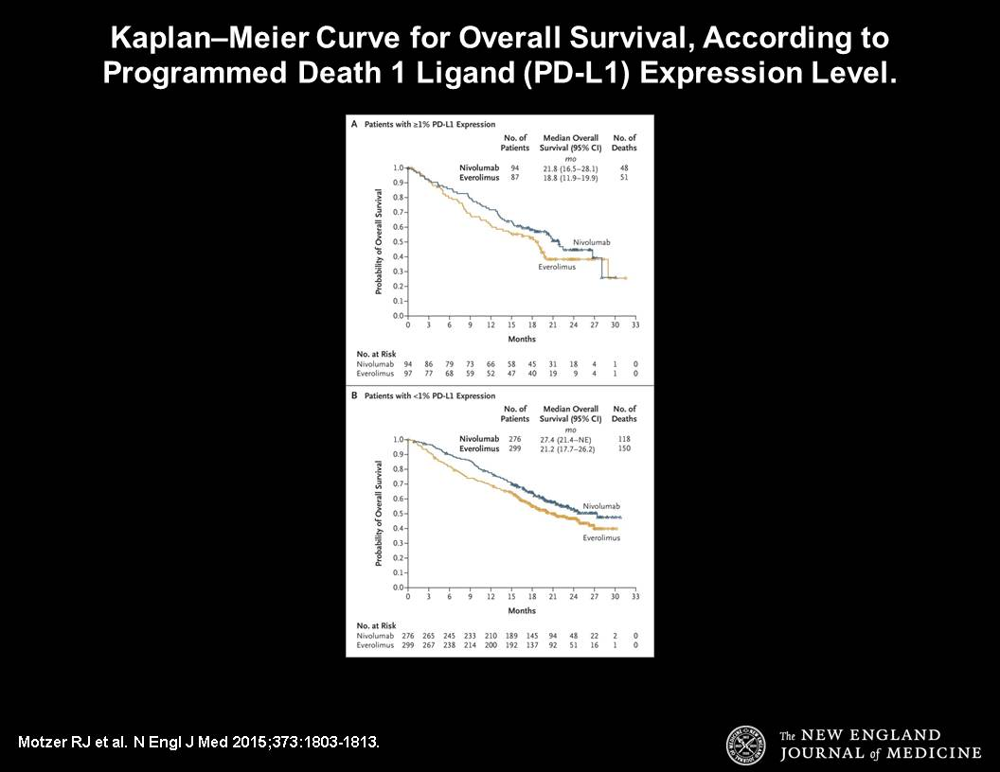 Kaplan–Meier Curve for Overall Survival, According to
Programmed Death 1 Ligand (PD-L1) Expression Level.
A Patients with ≥1% PD-L1 Expression
No. of Patients Median Overall Survival (95% CI) No. of Deaths
mo
Nivolumab 94 21.8 (16.5–28.1) 48
Everolimus 87 18.8 (11.9–19.9) 51
Probability of Overall Survival
1.0
0.9
0.8
0.7
0.6
0.5
0.4
0.3
0.2
0.1
0.0
Nivolumab
Everolimus
0 3 6 9 12 15 18 21 24 27 30 33
Months
No. at Risk
Nivolumab 94 86 79 73 66 58 45 31 18 4 1 0
Everolimus 97 77 68 59 52 47 40 19 9 4 1 0
B Patients with <1% PD-L1 Expression
No. of Patients Median Overall Survival (95% CI) No. of Deaths
mo
Nivolumab 276 27.4 (21.4–NE) 118
Everolimus 299 21.2 (17.7–26.2) 150
Probability of Overall Survival
1.0
0.9
0.8
0.7
0.6
0.5
0.4
0.3
0.2
0.1
0.0
Nivolumab
Everolimus
0 3 6 9 12 15 18 21 24 27 30 33
Months
No. at Risk
Nivolumab 276 265 245 233 210 189 145 94 48 22 2 0
Everolimus 299 267 238 214 200 192 137 92 51 16 1 0
Motzer RJ et al. N Engl J Med 2015;373:1803-1813.
The NEW ENGLAND
JOURNAL of MEDICINE